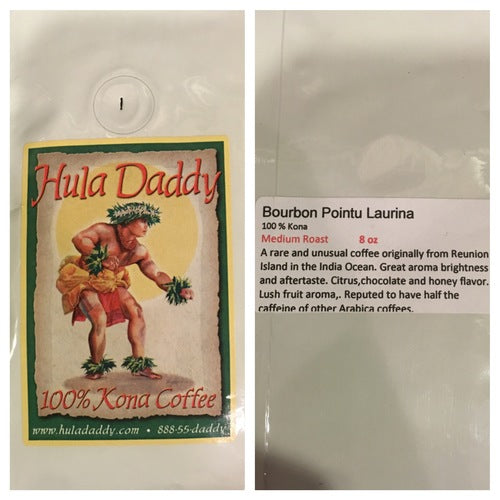 Hula Daddy
100% Kona Coffee
www.huladaddy.com • 888-55-daddy
Bourbon Pointu Laurina
100 % Kona
Medium Roast 8 oz
A rare and unusual coffee originally from Reunion
Island in the India Ocean. Great aroma brightness
and aftertaste. Citrus,chocolate and honey flavor.
Lush fruit aroma,. Reputed to have half the
caffeine of other Arabica coffees.